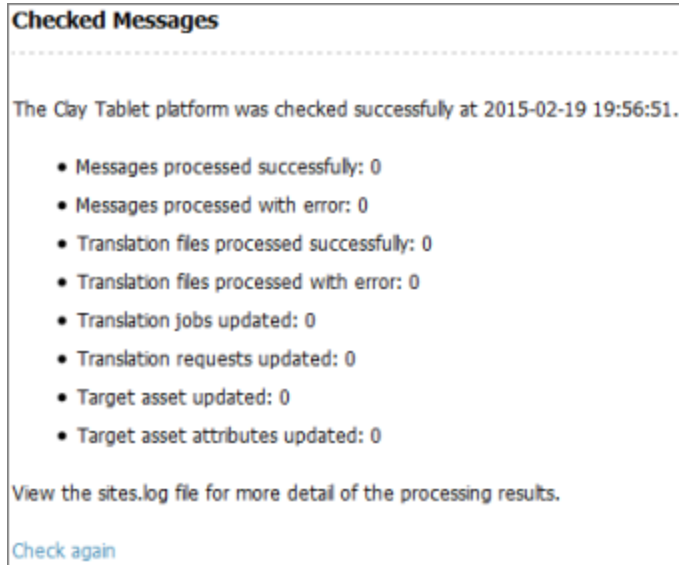 Checked Messages
The Clay Tablet platform was checked successfully at 2015-02-19 19:56:51.
• Messages processed successfully: 0
• Messages processed with error: 0
• Translation files processed successfully: 0
• Translation files processed with error: 0
• Translation jobs updated: 0
• Translation requests updated: 0
• Target asset updated: 0
• Target asset attributes updated: 0
View the sites.log file for more detail of the processing results.
Check again